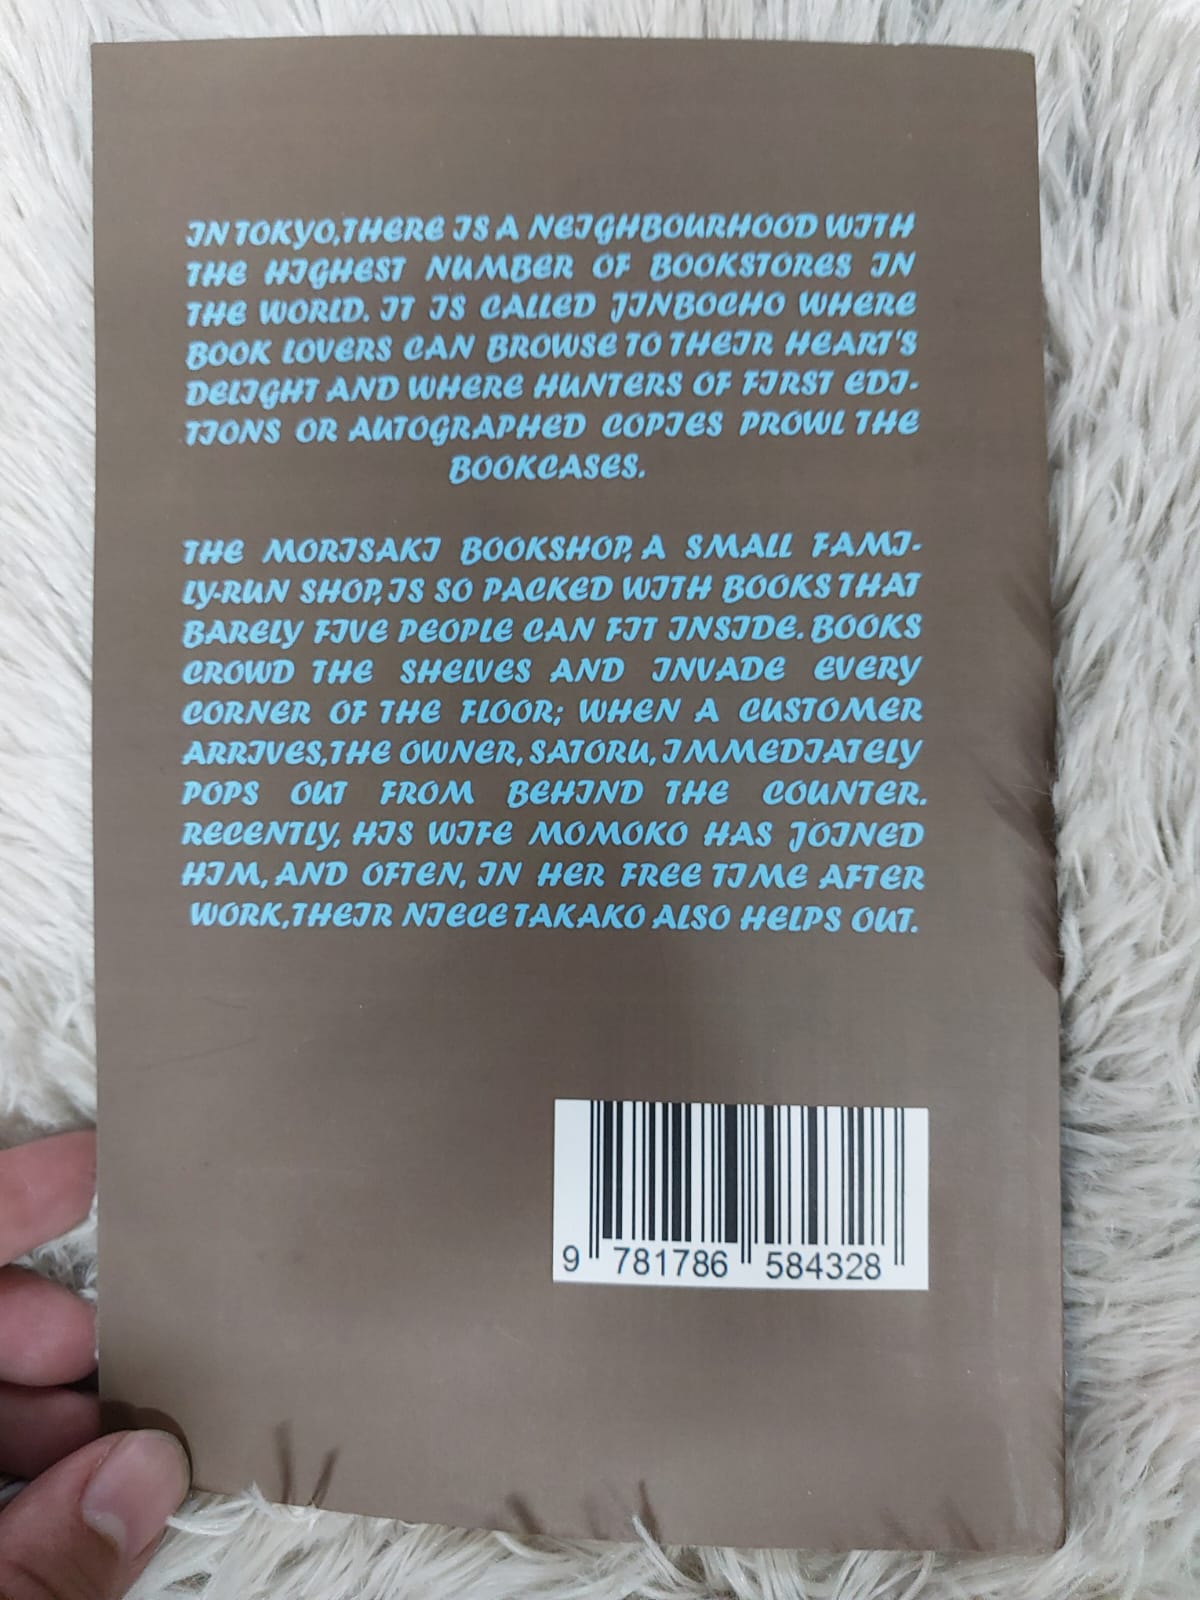 IN TOKYO, THERE IS A NEIGHBOURHOOD WITH
THE HIGHEST NUMBER OF BOOKSTORES IN
THE WORLD. IT IS CALLED JINBOCHO WHERE
BOOK LOVERS CAN BROWSE TO THEIR HEART'S
DELIGHT AND WHERE HUNTERS OF FIRST EDI-
TIONS OR AUTOGRAPHED COPIES PROWL THE
BOOKCASES.
THE MORISAKI BOOKSHOP, A SMALL FAMI-
LY-RUN SHOP, IS SO PACKED WITH BOOKS THAT
BARELY FIVE PEOPLE CAN FIT INSIDE. BOOKS
CROWD THE SHELVES AND INVADE EVERY
CORNER OF THE FLOOR; WHEN A CUSTOMER
ARRIVES, THE OWNER, SATORU, IMMEDIATELY
POPS OUT FROM BEHIND THE COUNTER.
RECENTLY, HIS WIFE MOMOKO HAS JOINED
HIM, AND OFTEN, IN HER FREE TIME AFTER
WORK, THEIR NIECE TAKAKO ALSO HELPS OUT.
9 781786 584328